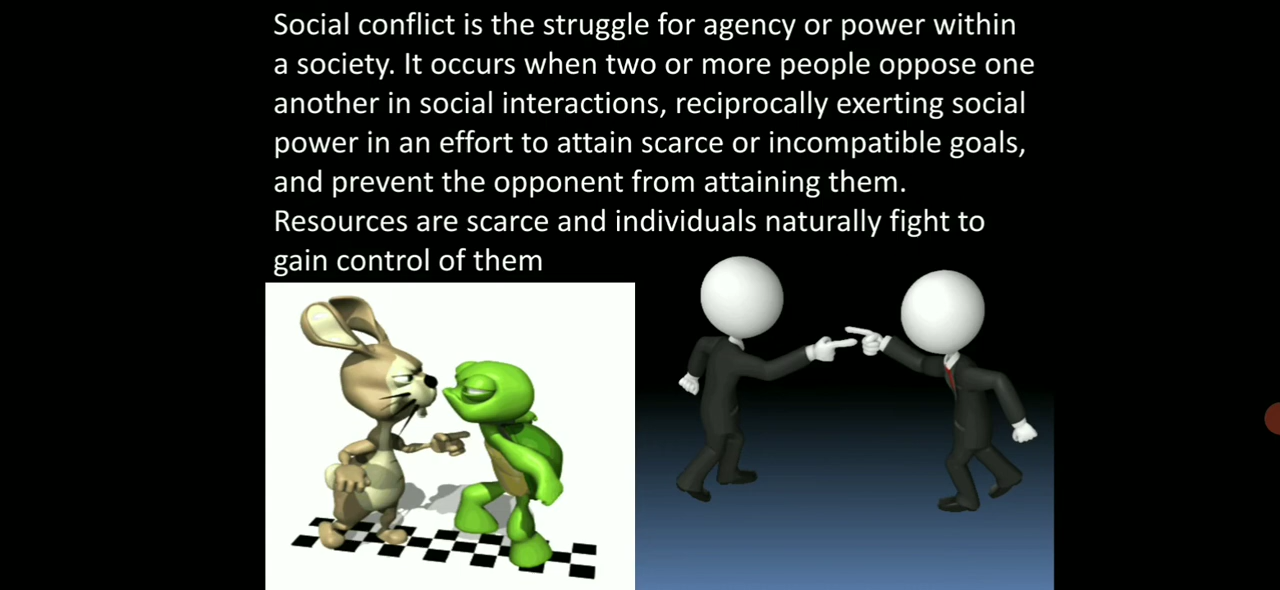 Social conflict is the struggle for agency or power within
a society. It occurs when two or more people oppose one
another in social interactions, reciprocally exerting social
power in an effort to attain scarce or incompatible goals,
and prevent the opponent from attaining them.
Resources are scarce and individuals naturally fight to
gain control of them